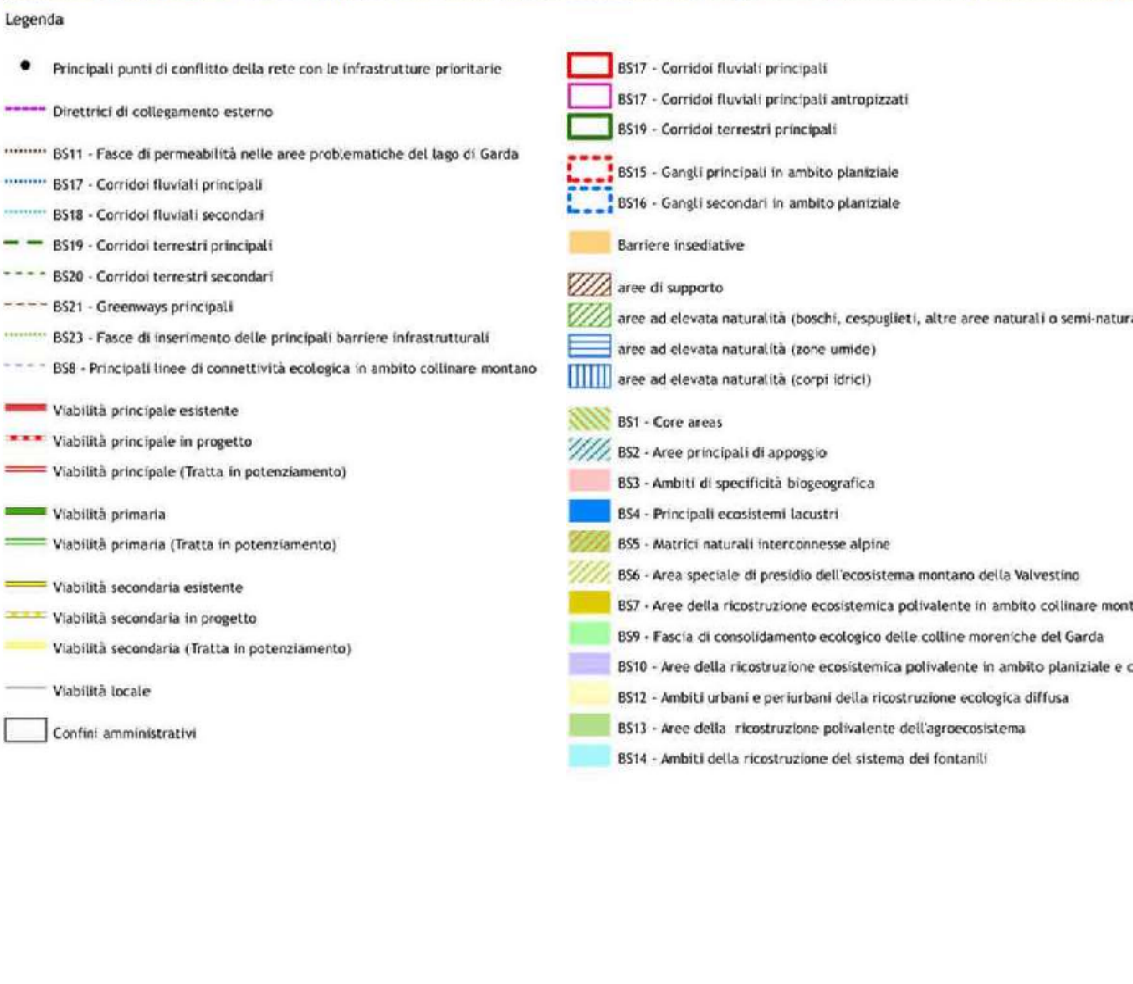 Legenda
Principali punti di conflitto della rete con le infrastrutture prioritarie
Direttrici di collegamento esterno
BS11 - Fasce di permeabilità nelle aree problematiche del lago di Garda
BS17 - Corridoi fluviali principali
BS18 - Corridoi fluviali secondari
BS19 - Corridoi terrestri principali
BS20 - Corridoi terrestri secondari
BS21 - Greenways principali
BS23 - Fasce di inserimento delle principali barriere infrastrutturali
BS8 - Principali linee di connettività ecologica in ambito collinare montano
Viabilità principale esistente
Viabilità principale in progetto
Viabilità principale (Tratta in potenziamento)
Viabilità primaria
Viabilità primaria (Tratta in potenziamento)
Viabilità secondaria esistente
Viabilità secondaria in progetto
Viabilità secondaria (Tratta in potenziamento)
Viabilità locale
Confini amministrativi
BS17 - Corridoi fluviali principali
BS17 - Corridoi fluviali principali antropizzati
BS19 - Corridoi terrestri principali
BS15 - Gangli principali in ambito planiziale
BS16 - Gangli secondari in ambito planiziale
Barriere insediative
aree di supporto
aree ad elevata naturalità (boschi, cespuglieti, altre aree naturali o semi-natura
aree ad elevata naturalità (zone umide)
aree ad elevata naturalità (corpi idrici)
BS1 - Core areas
BS2 - Aree principali di appoggio
BS3 - Ambiti di specificità biogeografica
BS4 - Principali ecosistemi lacustri
BS5 - Matrici naturali interconnesse alpine
BS6 - Area speciale di presidio dell'ecosistema montano della Valvestino
BS7 - Aree della ricostruzione ecosistemica polivalente in ambito collinare mont
BS9 - Fascia di consolidamento ecologico delle colline moreniche del Garda
BS10 - Aree della ricostruzione ecosistemica polivalente in ambito planiziale e c
BS12 - Ambiti urbani e periurbani della ricostruzione ecologica diffusa
BS13 - Aree della ricostruzione polivalente dell'agroecosistema
BS14 - Ambiti della ricostruzione del sistema dei fontanili